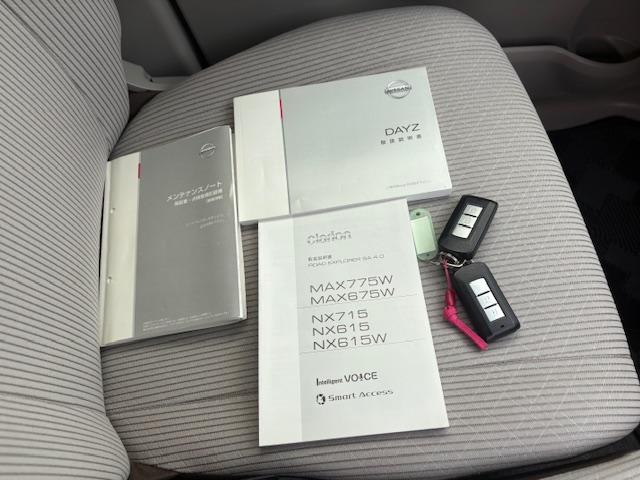 NISSAN
DAYZ
取扱説明書
メンテナンスノート
clarion
取扱説明書
ROAD EXPLORER SA 4.0
MAX775W
MAX675W
NX715
NX615
NX615W
Intelligent VOICE
Smart Access